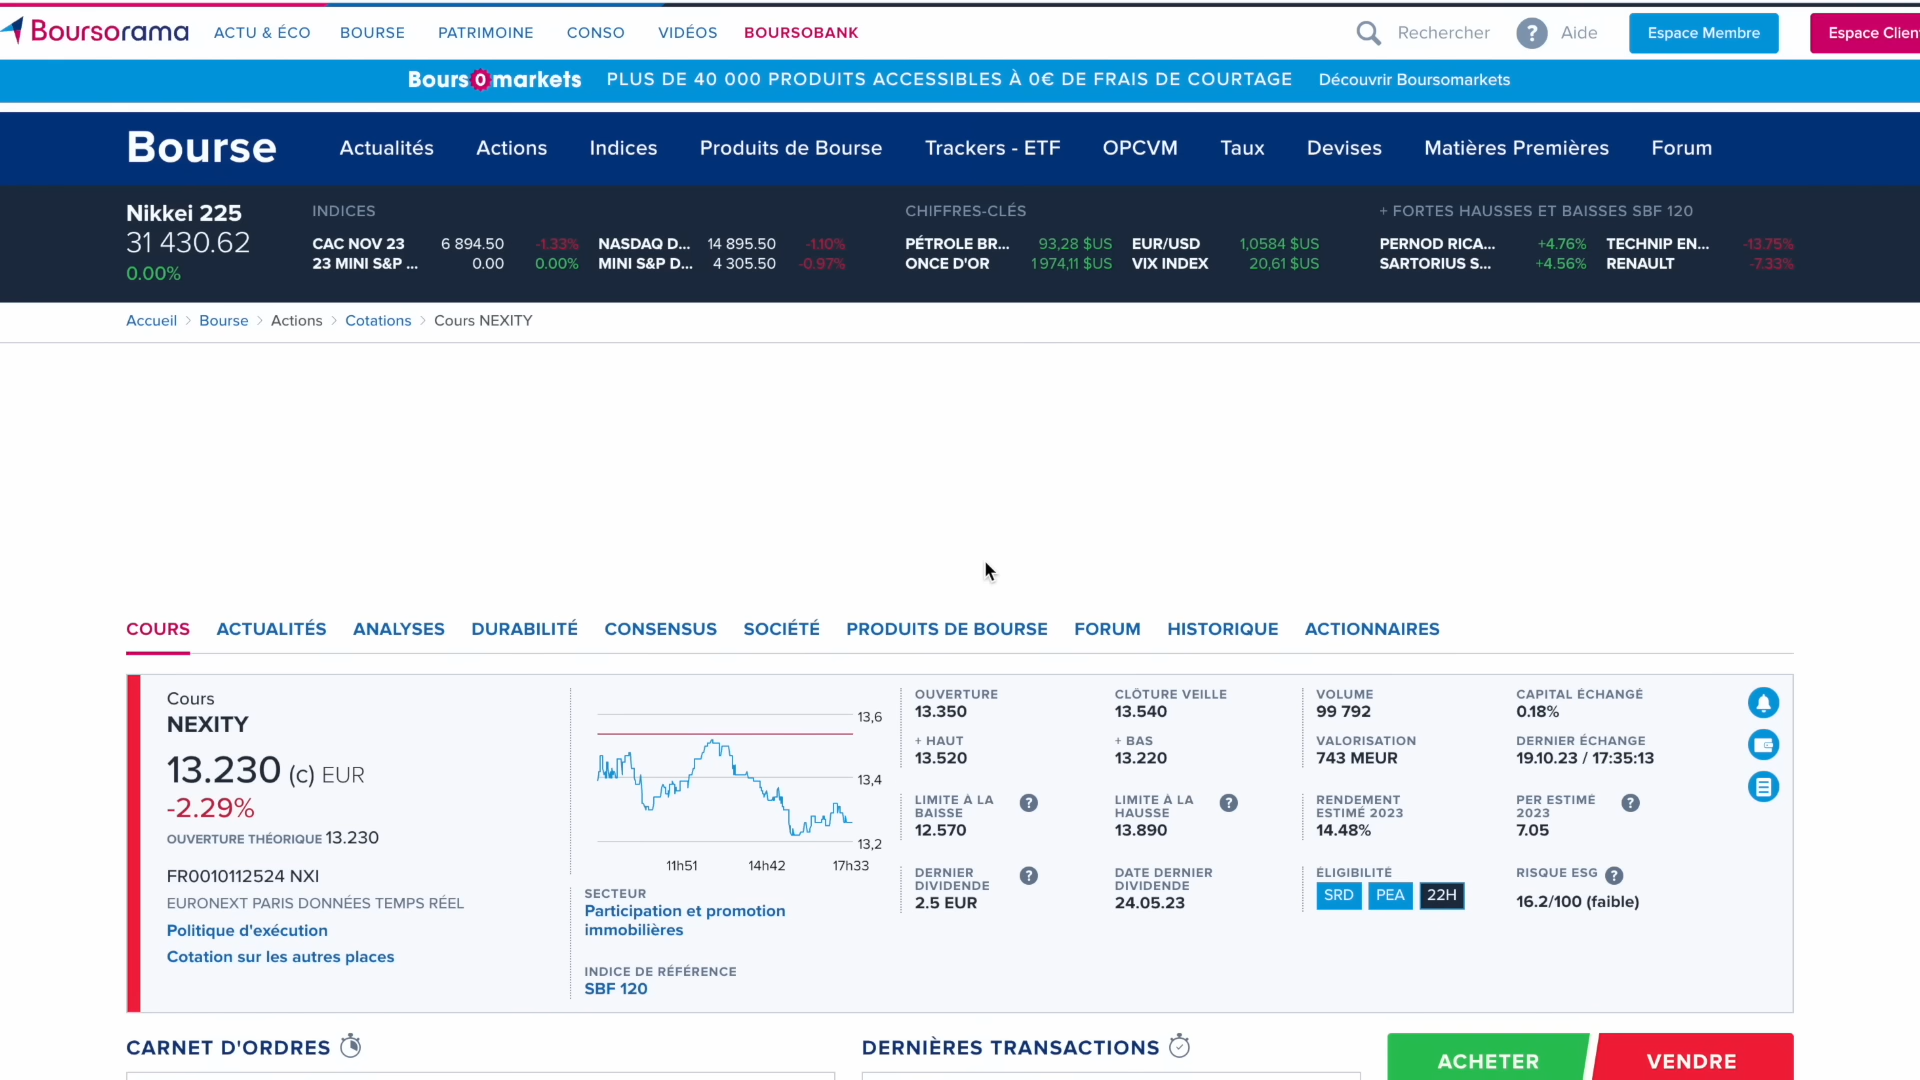 Boursorama ACTU & ÉCO BOURSE PATRIMOINE CONSO VIDÉOS BOURSOBANK Rechercher ? Aide Espace Membre Espace Clien
BoursOmarkets PLUS DE 40 000 PRODUITS ACCESSIBLES À 0€ DE FRAIS DE COURTAGE Découvrir Boursomarkets
Bourse Actualités Actions Indices Produits de Bourse Trackers - ETF OPCVM Taux Devises Matières Premières Forum
Nikkei 225
31 430.62
0.00%
INDICES
CAC NOV 23 6 894.50 -1.33% NASDAQ D... 14 895.50 -1.10%
23 MINI S&P ... 0.00 0.00% MINI S&P D... 4 305.50 -0.97%
CHIFFRES-CLÉS
PÉTROLE BR... 93,28 $US EUR/USD 1,0584 $US
ONCE D'OR 1 974,11 $US VIX INDEX 20,61 $US
+ FORTES HAUSSES ET BAISSES SBF 120
PERNOD RICA... +4.76% TECHNIP EN... -13.75%
SARTORIUS S... +4.56% RENAULT -7.33%
Accueil > Bourse > Actions > Cotations > Cours NEXITY
COURS ACTUALITÉS ANALYSES DURABILITÉ CONSENSUS SOCIÉTÉ PRODUITS DE BOURSE FORUM HISTORIQUE ACTIONNAIRES
Cours
NEXITY
13.230 (c) EUR
-2.29%
OUVERTURE THÉORIQUE 13.230
FR0010112524 NXI
EURONEXT PARIS DONNÉES TEMPS RÉEL
Politique d'exécution
Cotation sur les autres places
13,6
13,4
13,2
11h51 14h42 17h33
SECTEUR
Participation et promotion
immobilières
INDICE DE RÉFÉRENCE
SBF 120
OUVERTURE
13.350
CLÔTURE VEILLE
13.540
VOLUME
99 792
CAPITAL ÉCHANGÉ
0.18%
+ HAUT
13.520
+ BAS
13.220
VALORISATION
743 MEUR
DERNIER ÉCHANGE
19.10.23 / 17:35:13
LIMITE À LA
BAISSE ?
12.570
LIMITE À LA
HAUSSE ?
13.890
RENDEMENT
ESTIMÉ 2023
14.48%
PER ESTIMÉ
2023 ?
7.05
DERNIER
DIVIDENDE ?
2.5 EUR
DATE DERNIER
DIVIDENDE
24.05.23
ÉLIGIBILITÉ
SRD PEA 22H
RISQUE ESG ?
16.2/100 (faible)
CARNET D'ORDRES
DERNIÈRES TRANSACTIONS
ACHETER VENDRE